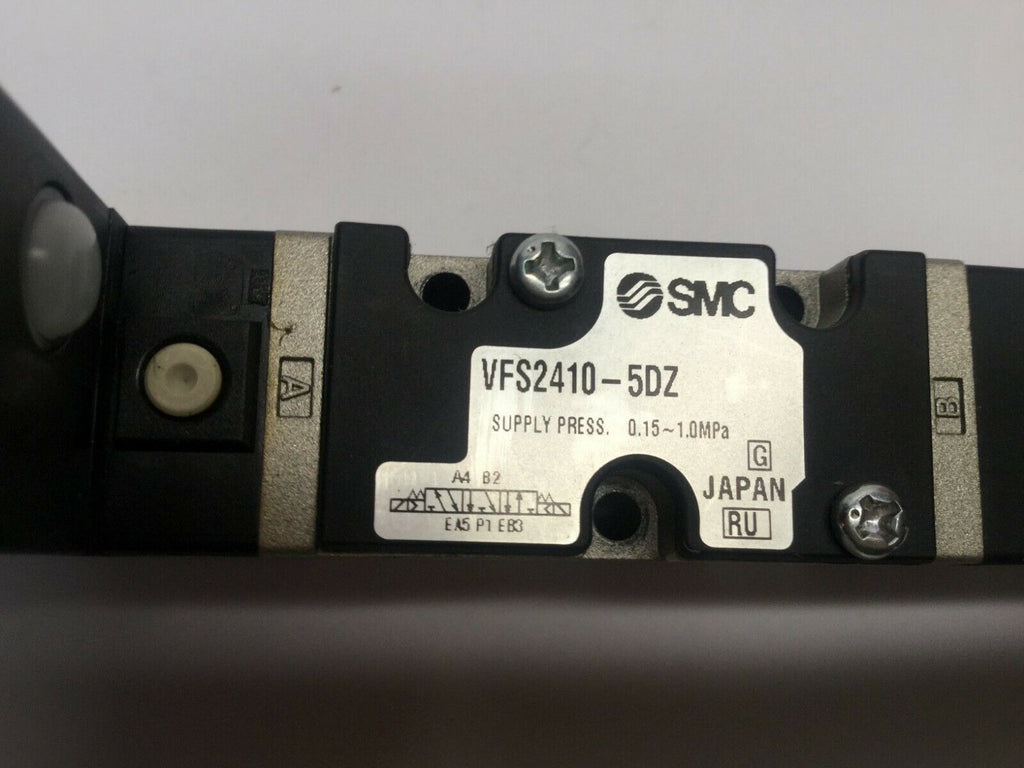 SMC
VFS2410-5DZ
SUPPLY PRESS. 0.15~1.0MPa
G
JAPAN
RU
A4 B2
EA5 P1 EB3
A
B